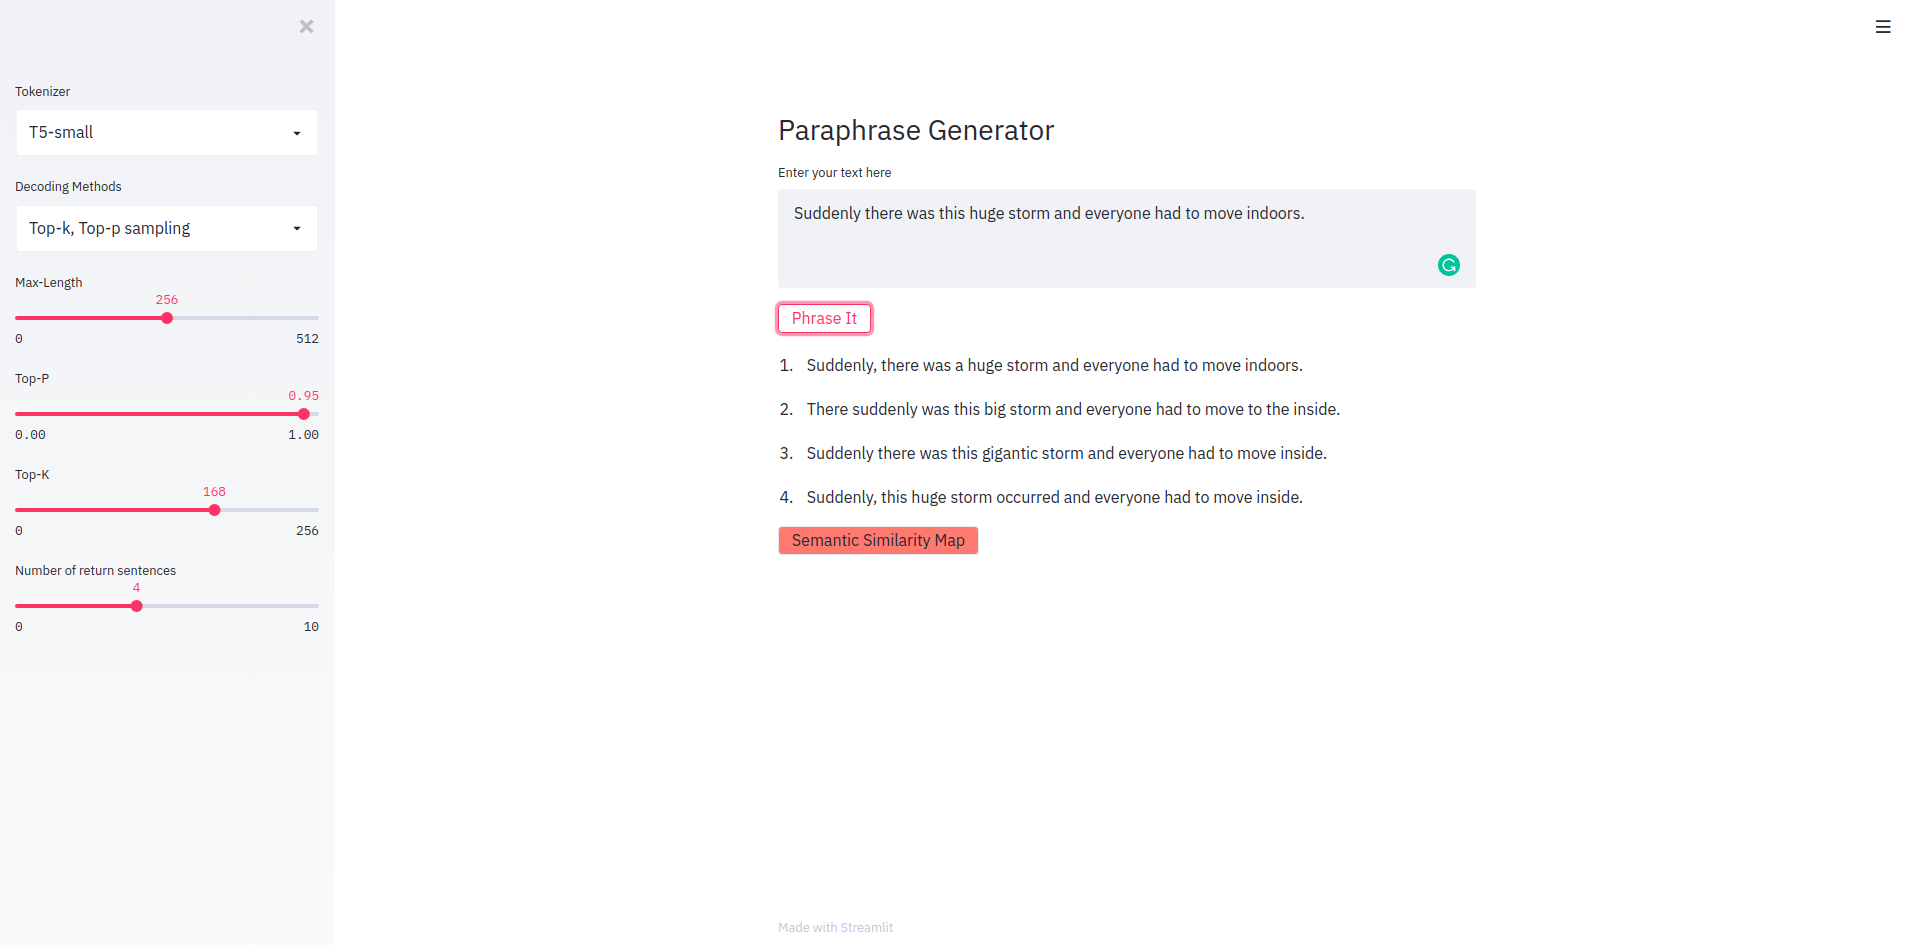 Tokenizer
T5-small
Decoding Methods
Top-k, Top-p sampling
Max-Length
256
0 512
Top-P
0.95
0.00 1.00
Top-K
168
0 256
Number of return sentences
4
0 10
Paraphrase Generator
Enter your text here
Suddenly there was this huge storm and everyone had to move indoors.
Phrase It
1. Suddenly, there was a huge storm and everyone had to move indoors.
2. There suddenly was this big storm and everyone had to move to the inside.
3. Suddenly there was this gigantic storm and everyone had to move inside.
4. Suddenly, this huge storm occurred and everyone had to move inside.
Semantic Similarity Map
Made with Streamlit